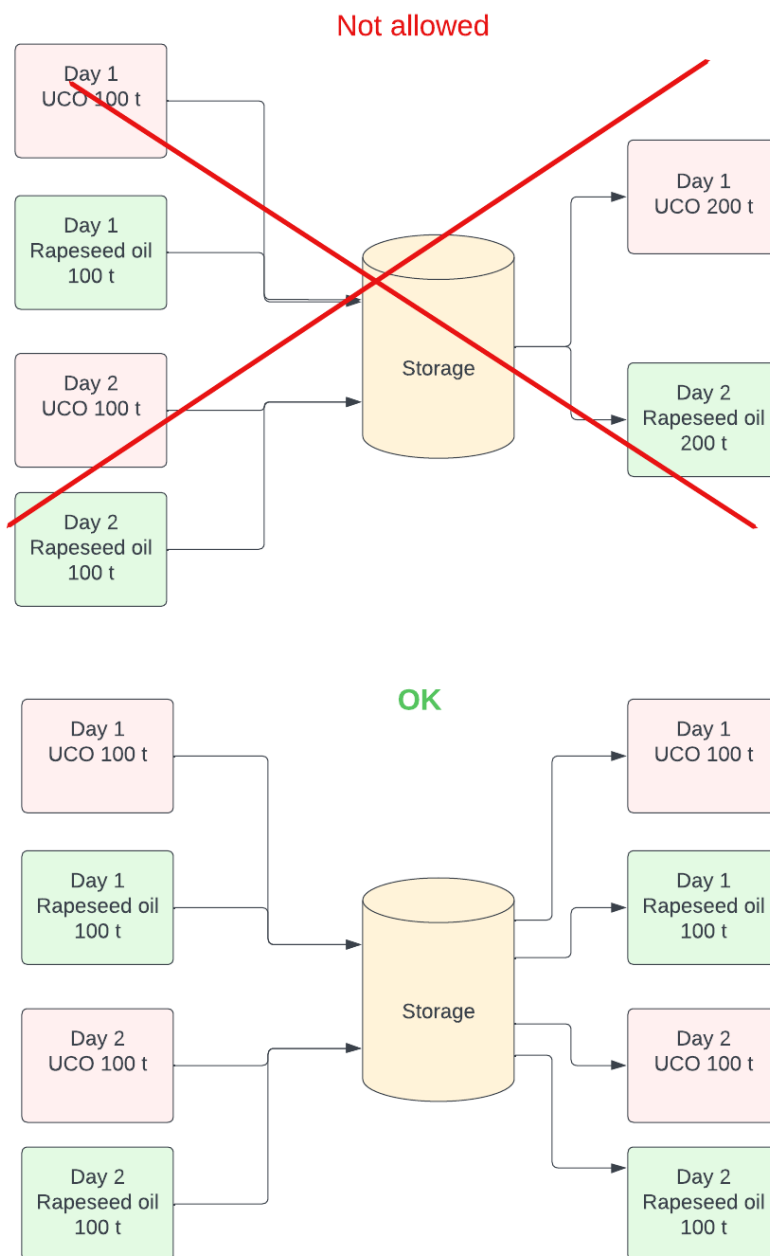 Not allowed
Day 1
UCO 100 t
Day 1
Rapeseed oil
100 t
Day 2
UCO 100 t
Day 2
Rapeseed oil
100 t
Storage
Day 1
UCO 200 t
Day 2
Rapeseed oil
200 t
OK
Day 1
UCO 100 t
Day 1
Rapeseed oil
100 t
Day 2
UCO 100 t
Day 2
Rapeseed oil
100 t
Storage
Day 1
UCO 100 t
Day 1
Rapeseed oil
100 t
Day 2
UCO 100 t
Day 2
Rapeseed oil
100 t